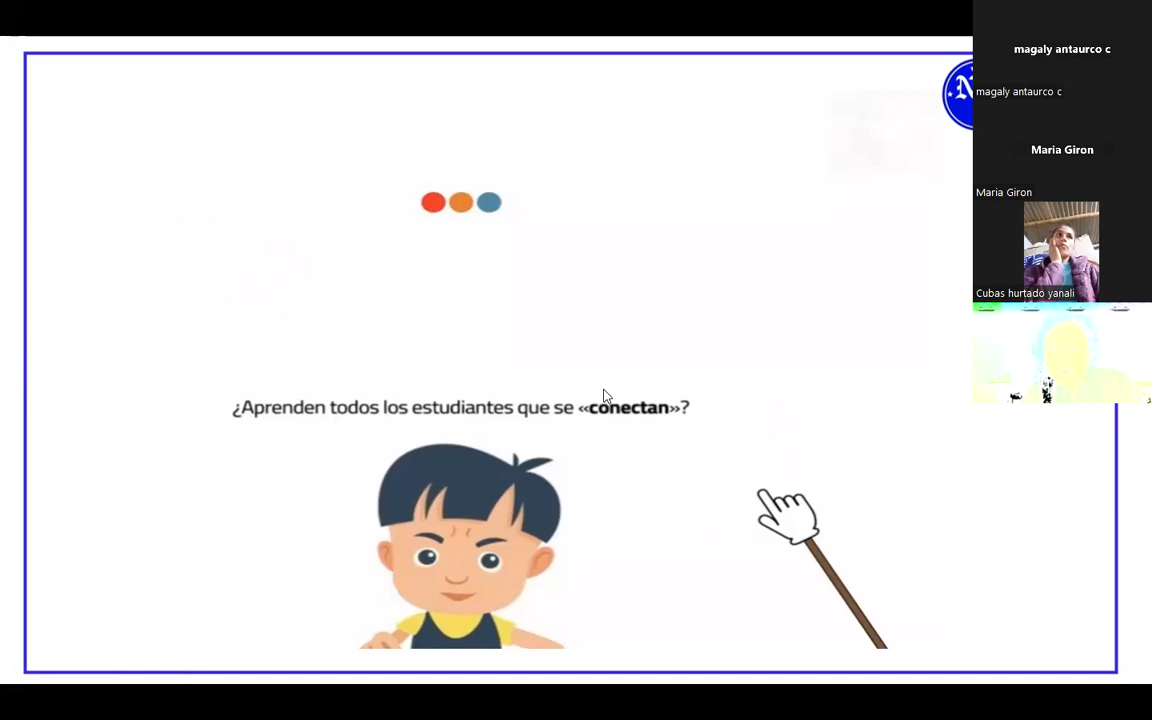 magaly antaurco c
magaly antaurco c
Maria Giron
Maria Giron
Cubas hurtado yanali
¿Aprenden todos los estudiantes que se «conectan»?